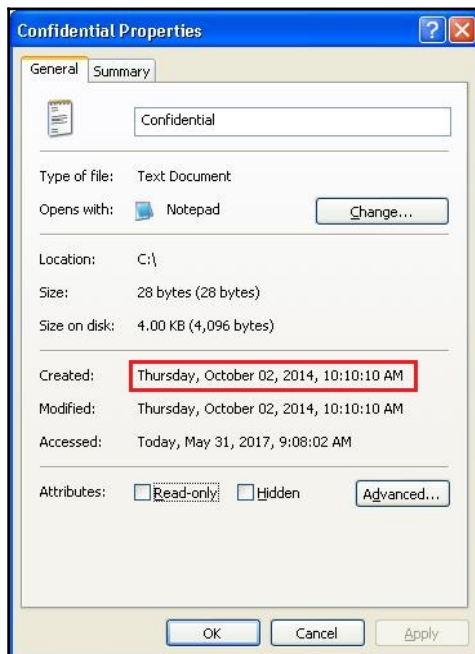 Confidential Properties
General Summary
Confidential
Type of file: Text Document
Opens with: Notepad Change...
Location: C:\
Size: 28 bytes (28 bytes)
Size on disk: 4.00 KB (4,096 bytes)
Created: Thursday, October 02, 2014, 10:10:10 AM
Modified: Thursday, October 02, 2014, 10:10:10 AM
Accessed: Today, May 31, 2017, 9:08:02 AM
Attributes: Read-only Hidden Advanced...
OK Cancel Apply